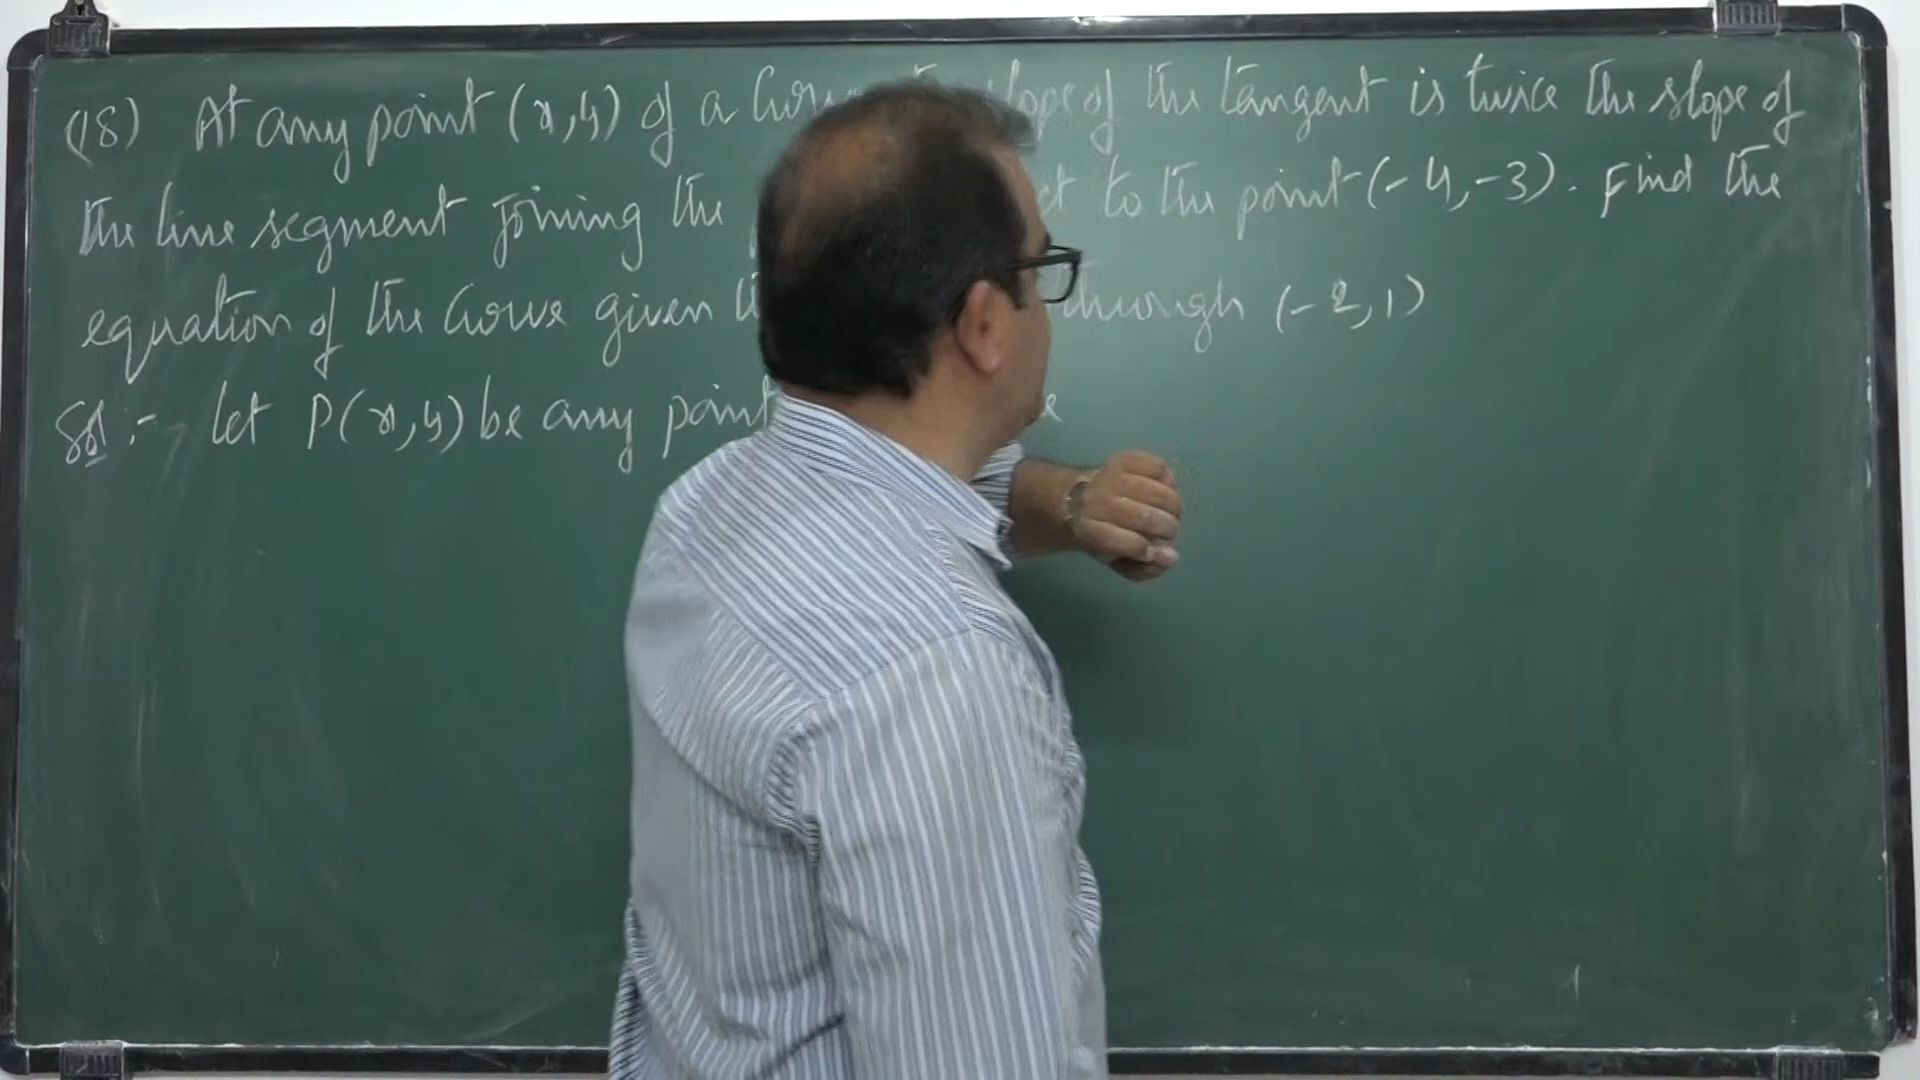 (18) At any point (x,y) of a slope of the tangent is twice the slope of
the line segment joining the to the point (-4,-3). Find the
equation of the curve given through (-2,1)
Sol :- let P(x,y) be any point